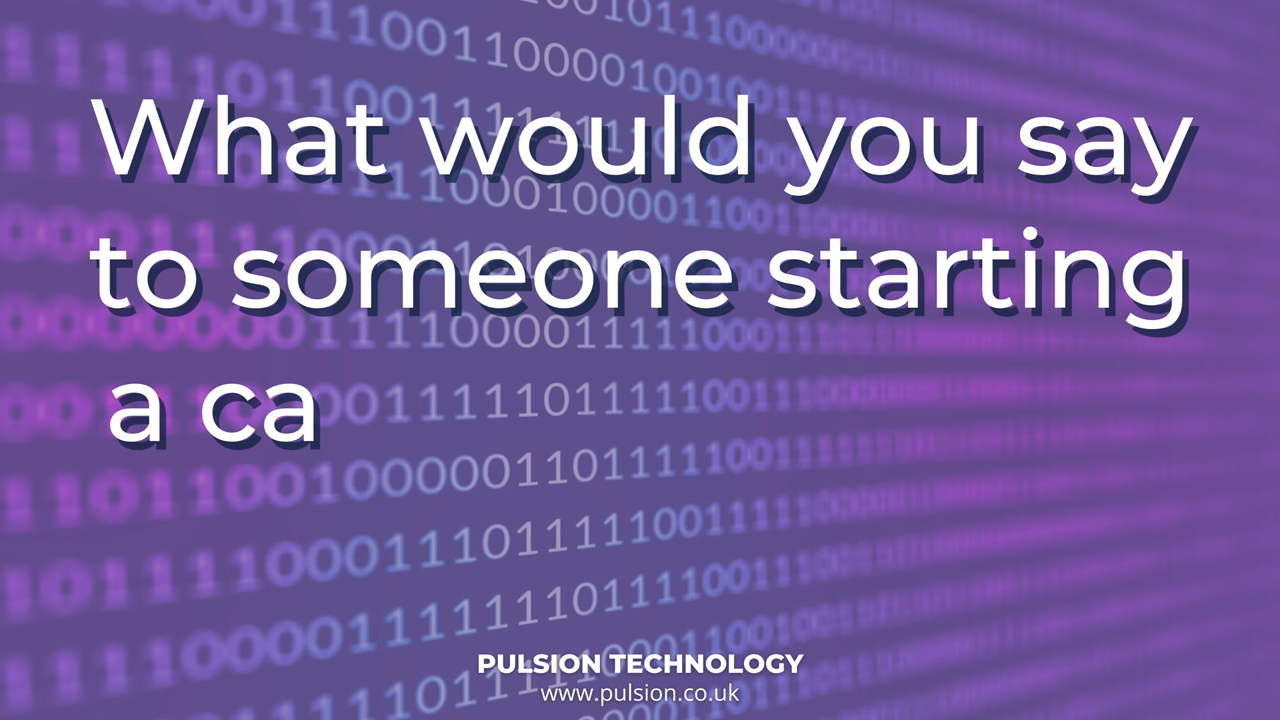 What would you say
to someone starting
a ca
PULSION TECHNOLOGY
www.pulsion.co.uk